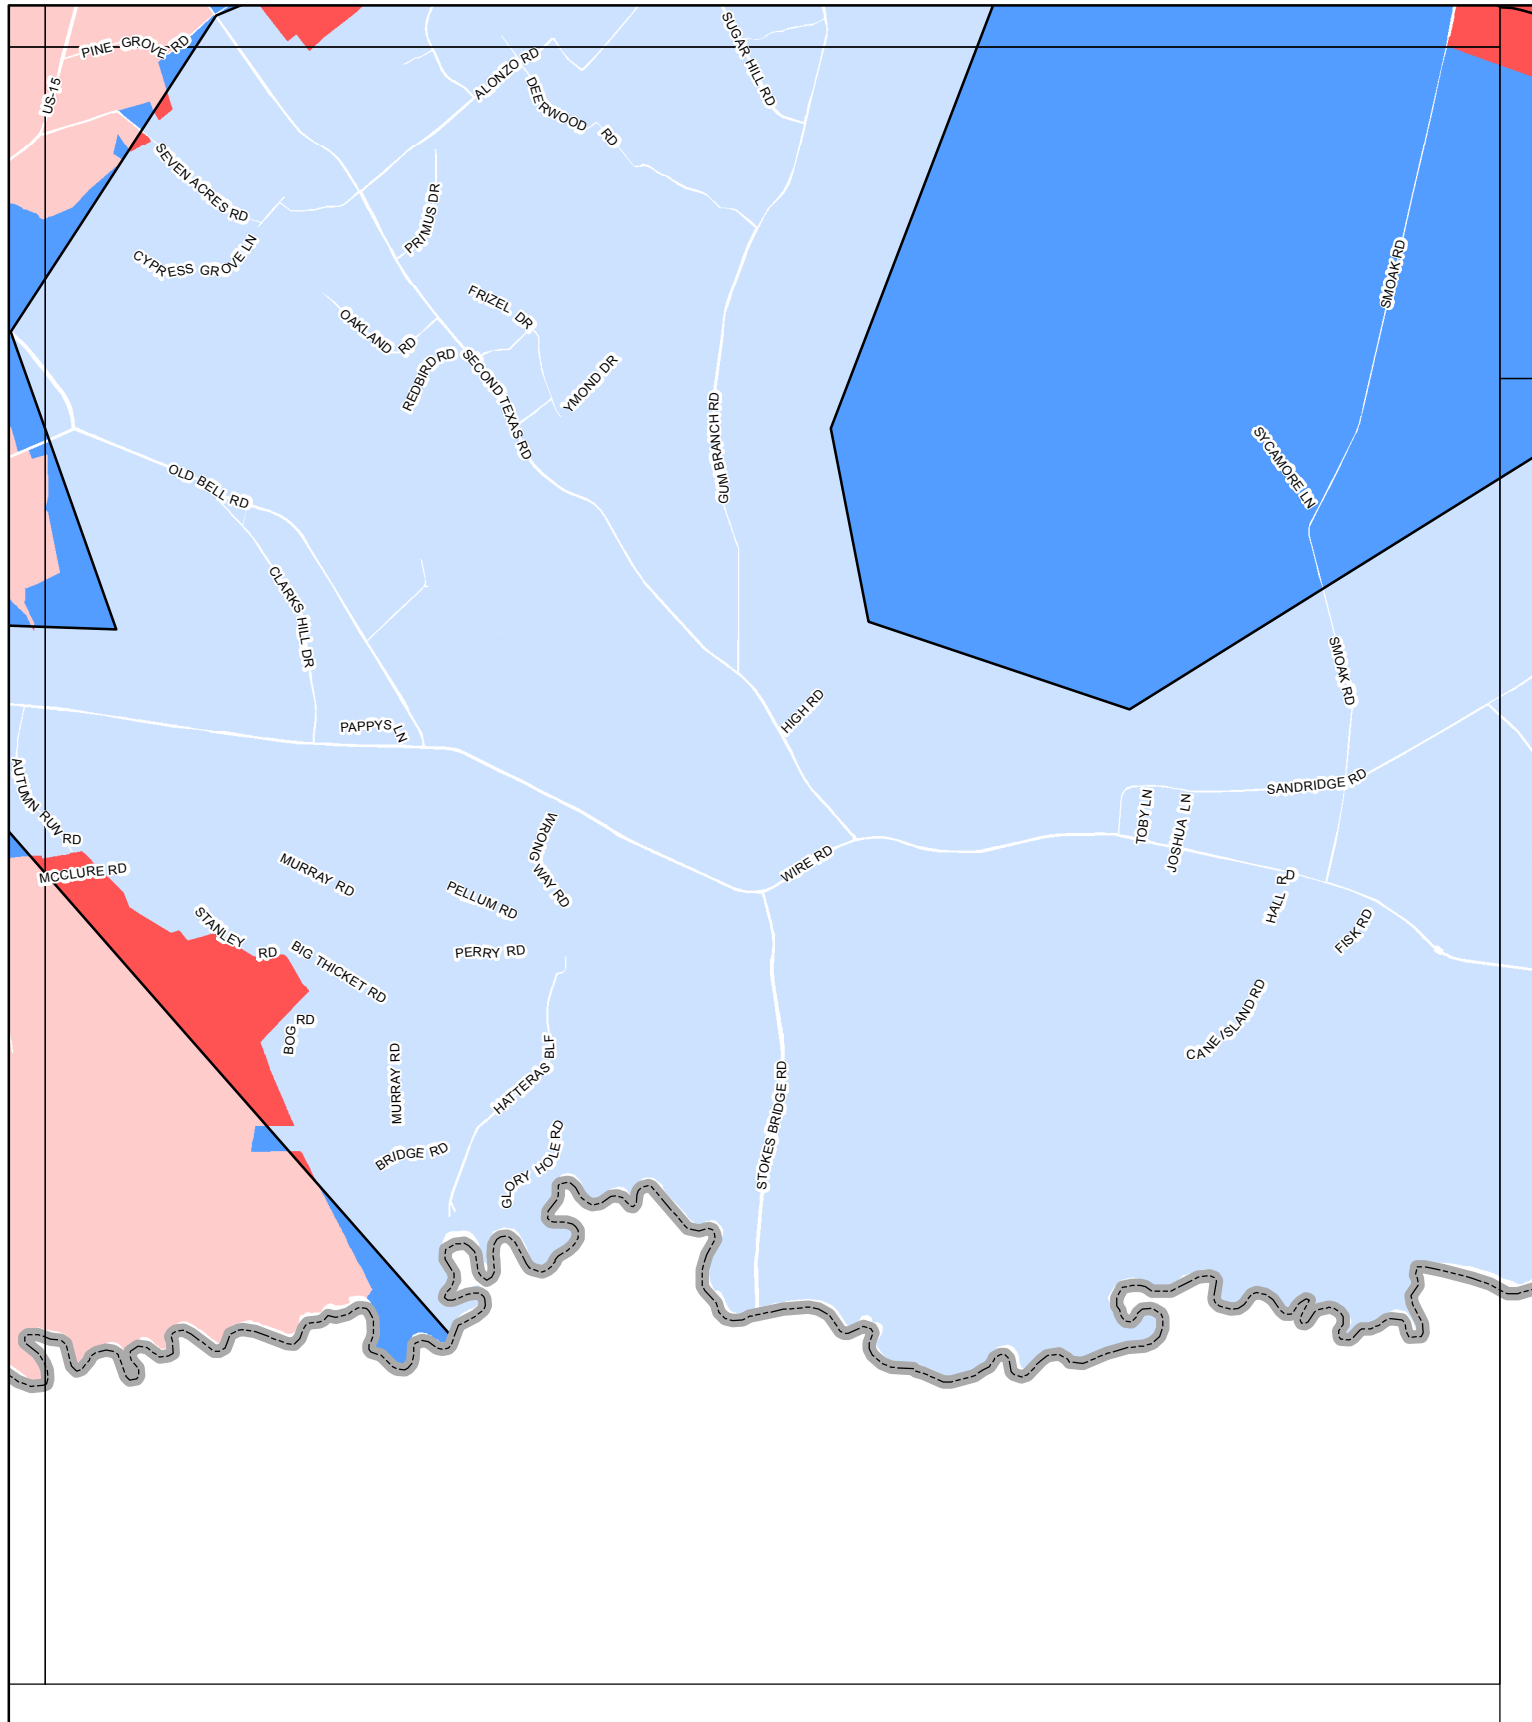 PINE GROVE RD
US-15
ALONZO RD
SUGAR HILL RD
DEERWOOD RD
SEVEN ACRES RD
PRIMUS DR
CYPRESS GROVE LN
SMOAK RD
FRIZEL DR
OAKLAND RD
REDBIRD RD
SECOND TEXAS RD
YMOND DR
GUM BRANCH RD
SYCAMORE LN
OLD BELL RD
CLARKS HILL DR
SMOAK RD
HIGH RD
PAPPYS LN
AUTUMN RUN RD
SANDRIDGE RD
TOBY LN
JOSHUA LN
WRONG WAY RD
WIRE RD
MCCLURE RD
MURRAY RD
PELLUM RD
HALL RD
FISK RD
STANLEY RD
BIG THICKET RD
PERRY RD
BOG RD
CANE ISLAND RD
MURRAY RD
HATTERAS BLF
STOKES BRIDGE RD
BRIDGE RD
GLORY HOLE RD